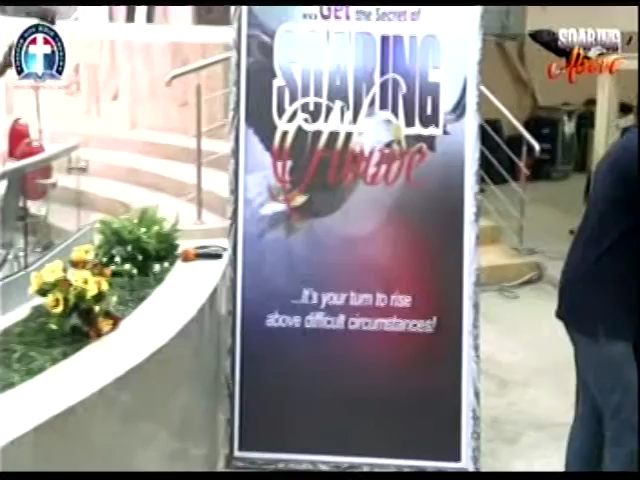 ...Get the Secret of
SOARING
Above
SOARING
Above
...it's your turn to rise
above difficult circumstances!